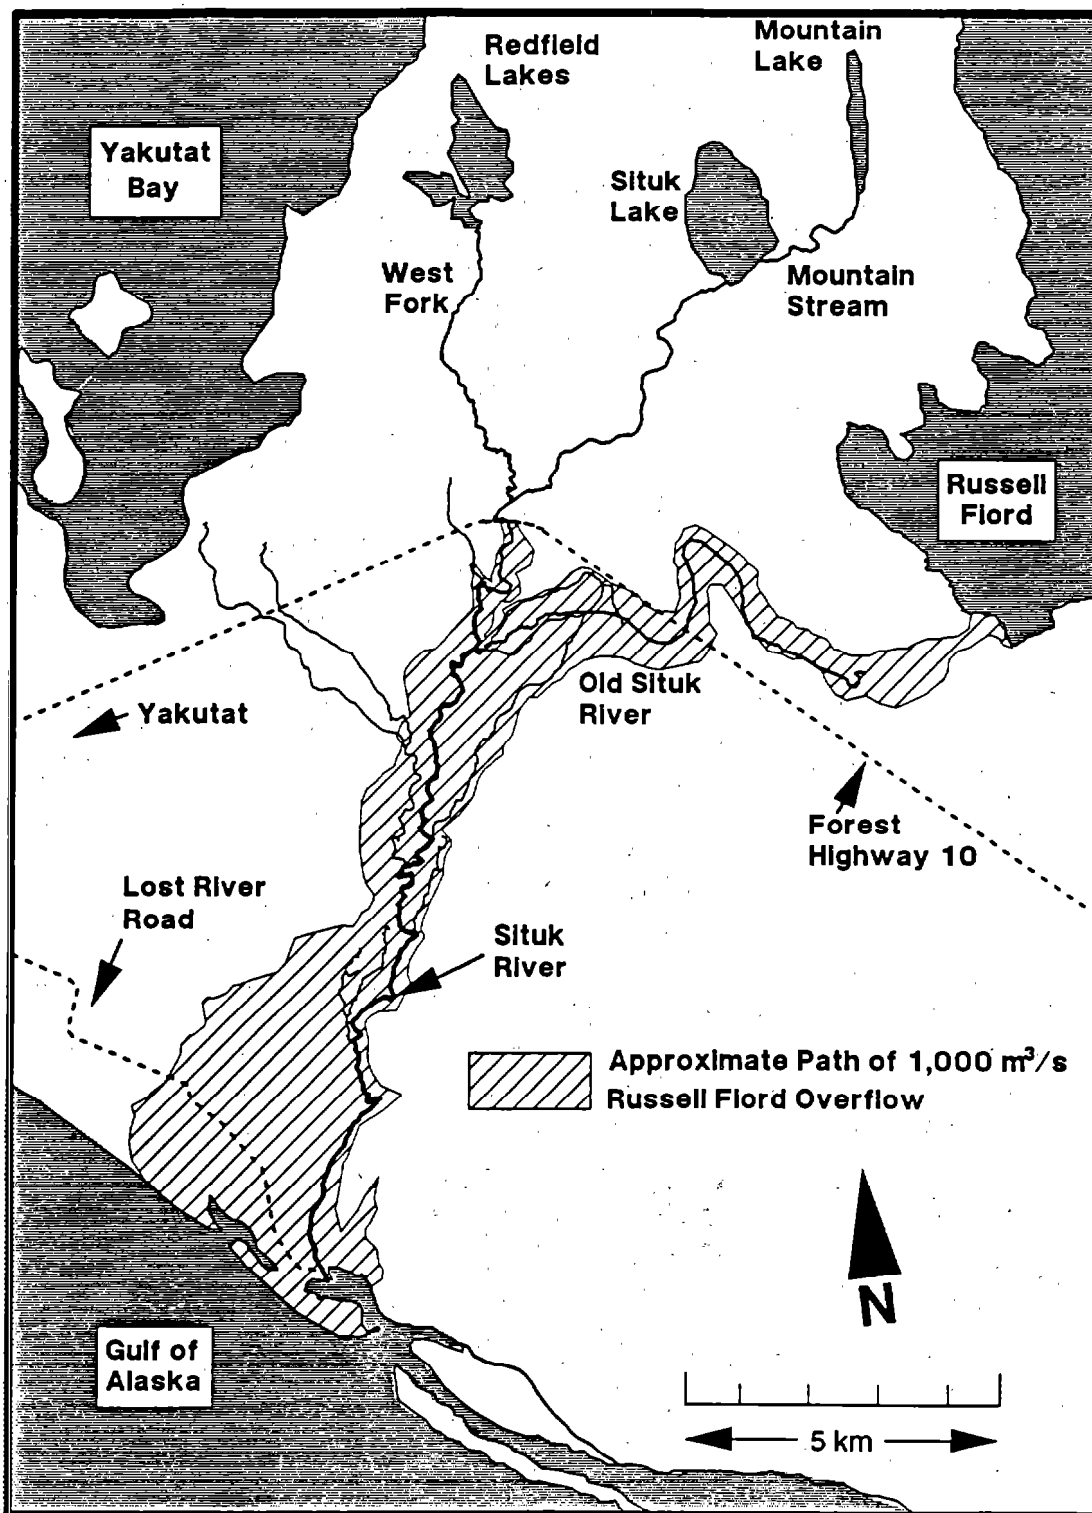 Redfield
Lakes
Mountain
Lake
Yakutat
Bay
Situk
Lake
West
Fork
Mountain
Stream
Russell
Fiord
Old Situk
River
Yakutat
Forest
Highway 10
Lost River
Road
Situk
River
Approximate Path of 1,000 m³/s
Russell Fiord Overflow
N
Gulf of
Alaska
5 km